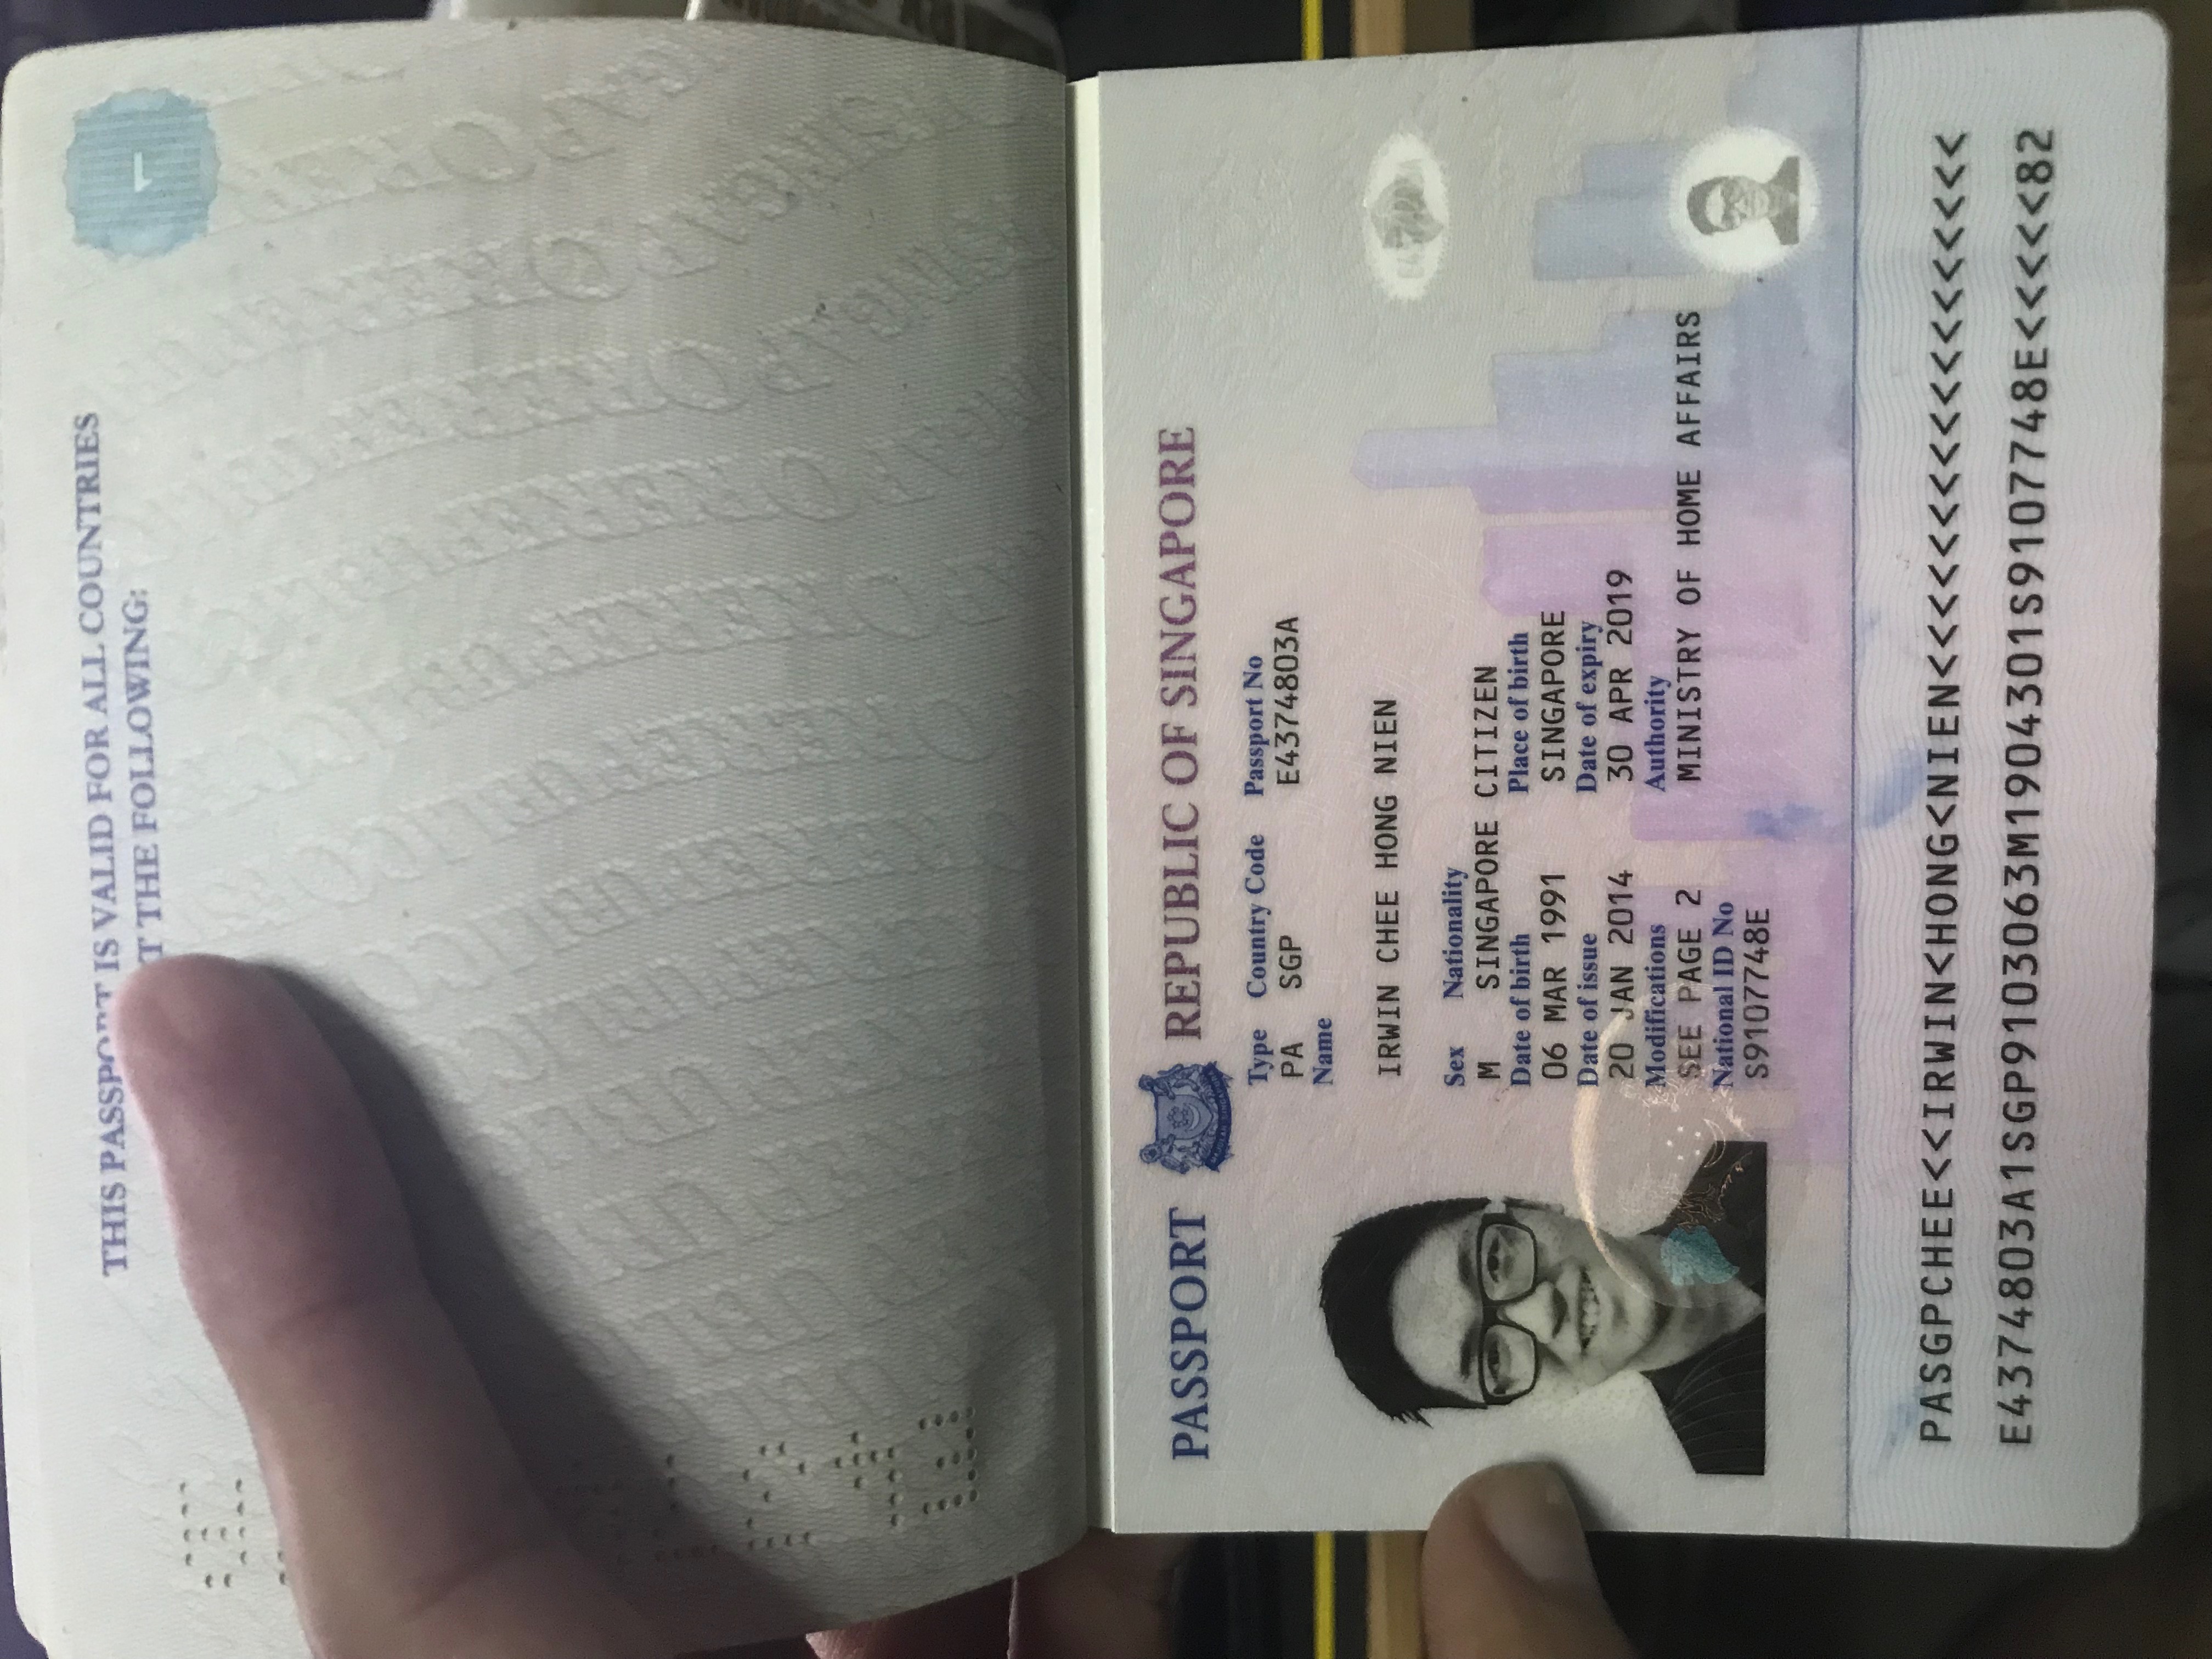 THIS PASSPORT IS VALID FOR ALL COUNTRIES
THE FOLLOWING:
1
PASSPORT REPUBLIC OF SINGAPORE
MAJULAH SINGAPURA
Type Country Code Passport No
PA SGP E4374803A
Name
IRWIN CHEE HONG NIEN
Sex Nationality
M SINGAPORE CITIZEN
Date of birth Place of birth
06 MAR 1991 SINGAPORE
Date of issue Date of expiry
20 JAN 2014 30 APR 2019
Modifications Authority
SEE PAGE 2 MINISTRY OF HOME AFFAIRS
National ID No
S9107748E
PASGPCHEE<<IRWIN<HONG<NIEN<<<<<<<<<<<<<<<<<<
E4374803A1SGP9103063M1904301S9107748E<<<<<82